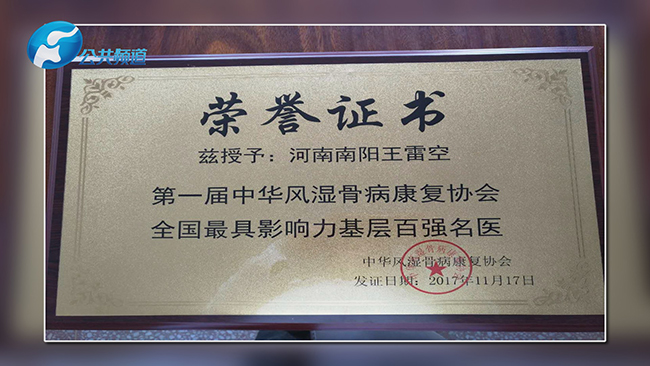 公共频道
荣誉证书
兹授予：河南南阳王雷空
第一届中华风湿骨病康复协会
全国最具影响力基层百强名医
中华风湿骨病康复协会
发证日期：2017年11月17日